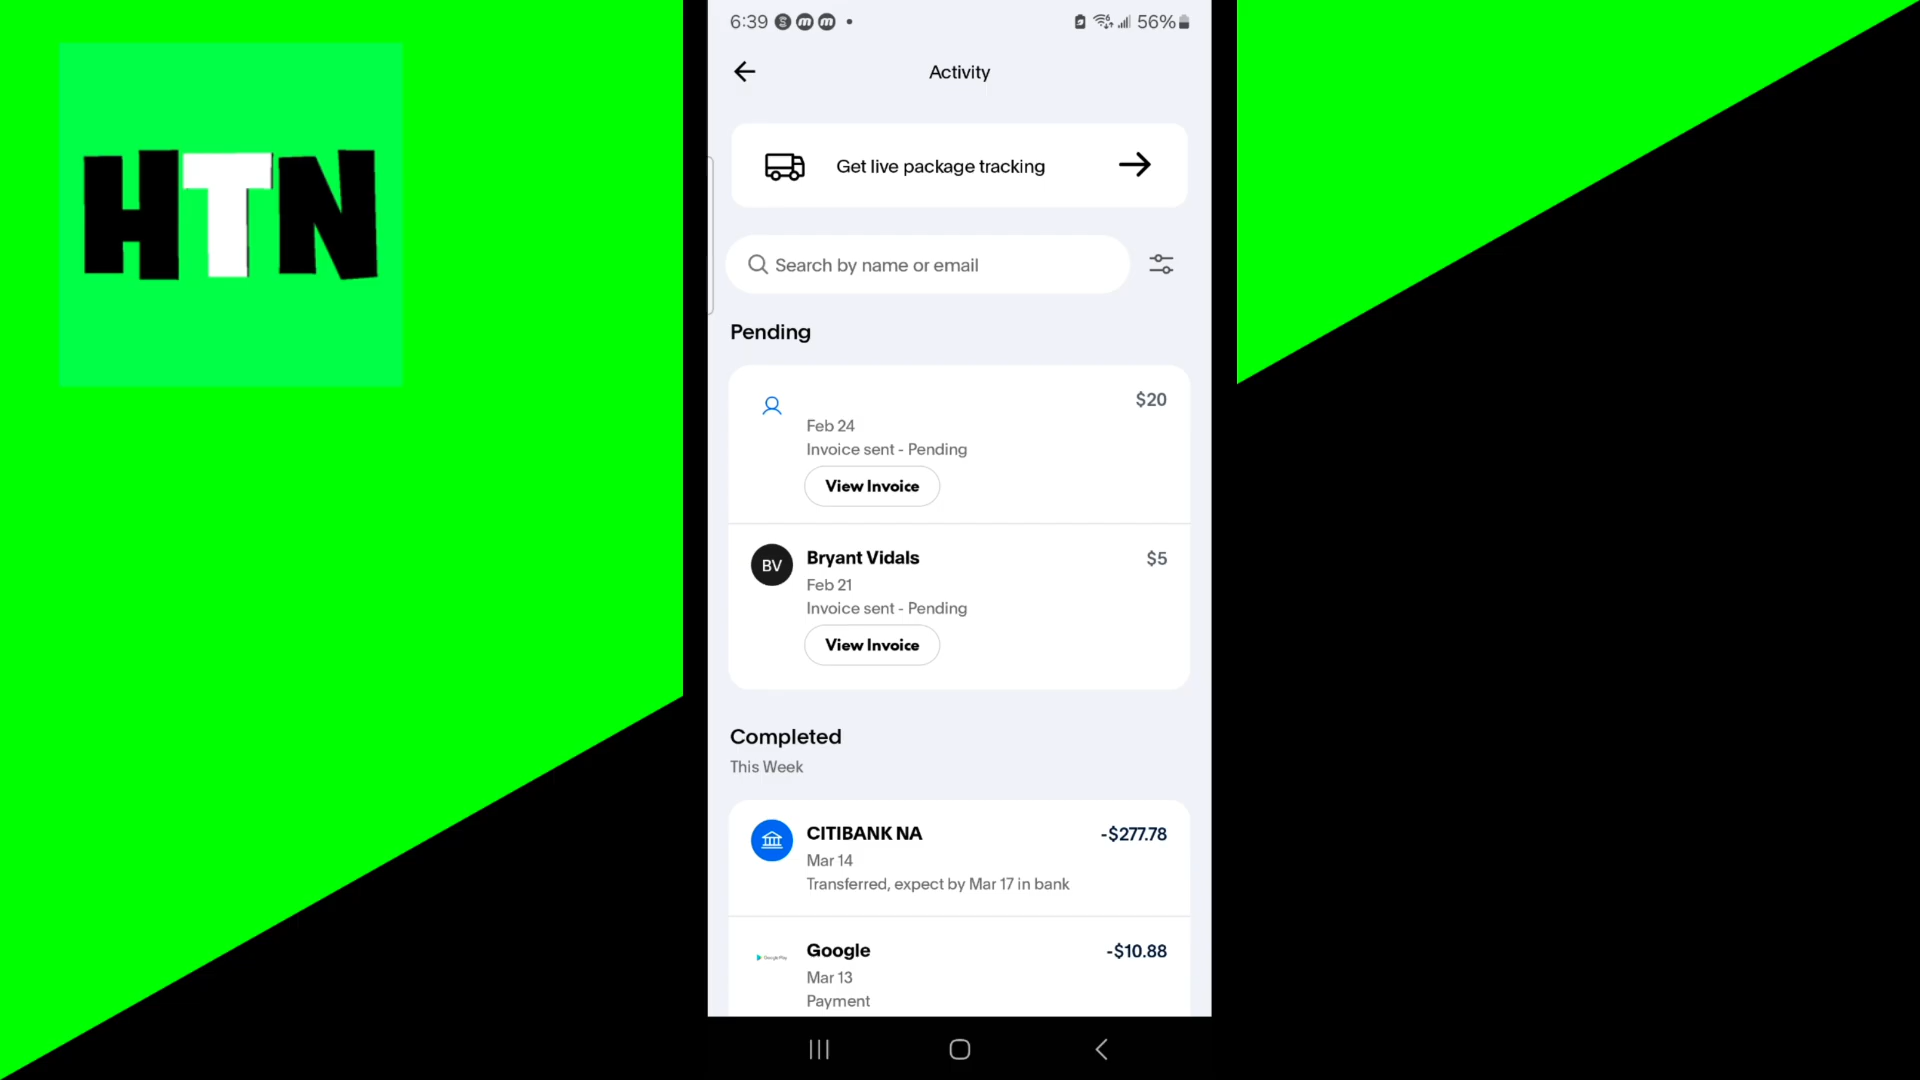 HTN
6:39
56%
Activity
Get live package tracking
Search by name or email
Pending
$20
Feb 24
Invoice sent - Pending
View Invoice
BV
Bryant Vidals
$5
Feb 21
Invoice sent - Pending
View Invoice
Completed
This Week
CITIBANK NA
-$277.78
Mar 14
Transferred, expect by Mar 17 in bank
Google Play
Google
-$10.88
Mar 13
Payment